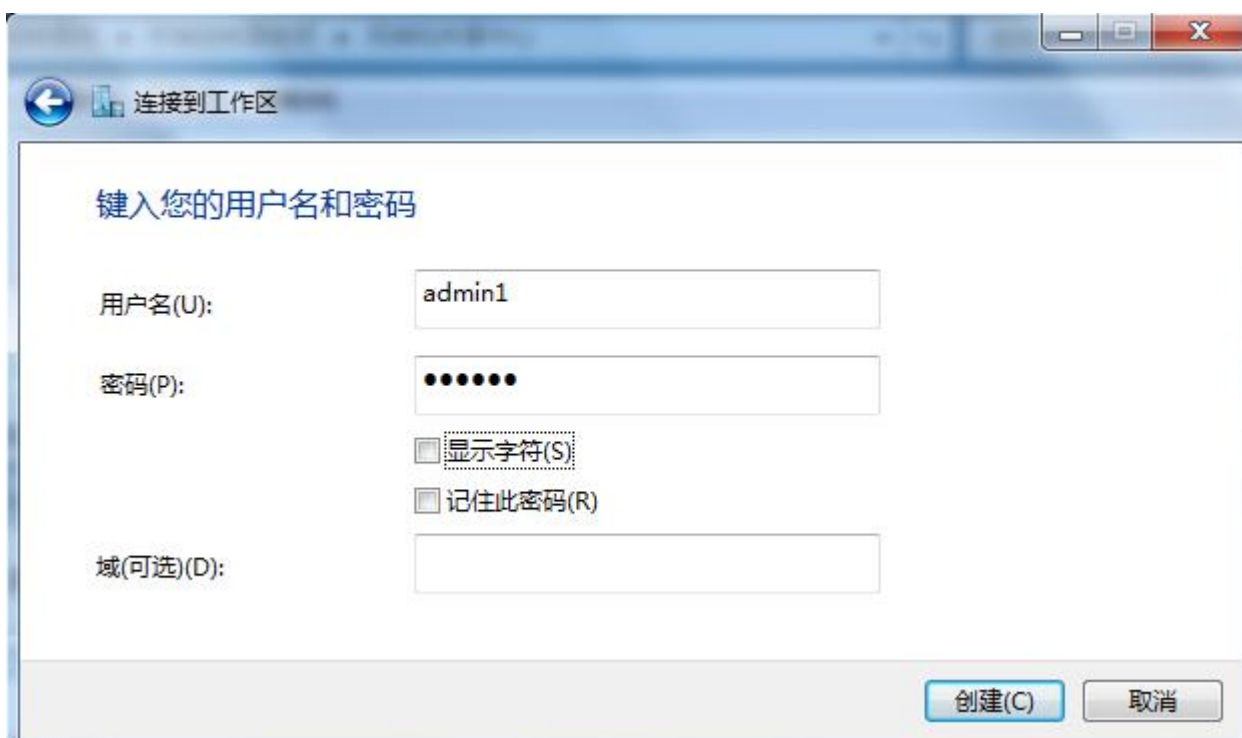 连接到工作区
键入您的用户名和密码
用户名(U):
admin1
密码(P):
●●●●●●
显示字符(S)
记住此密码(R)
域(可选)(D):
创建(C)
取消